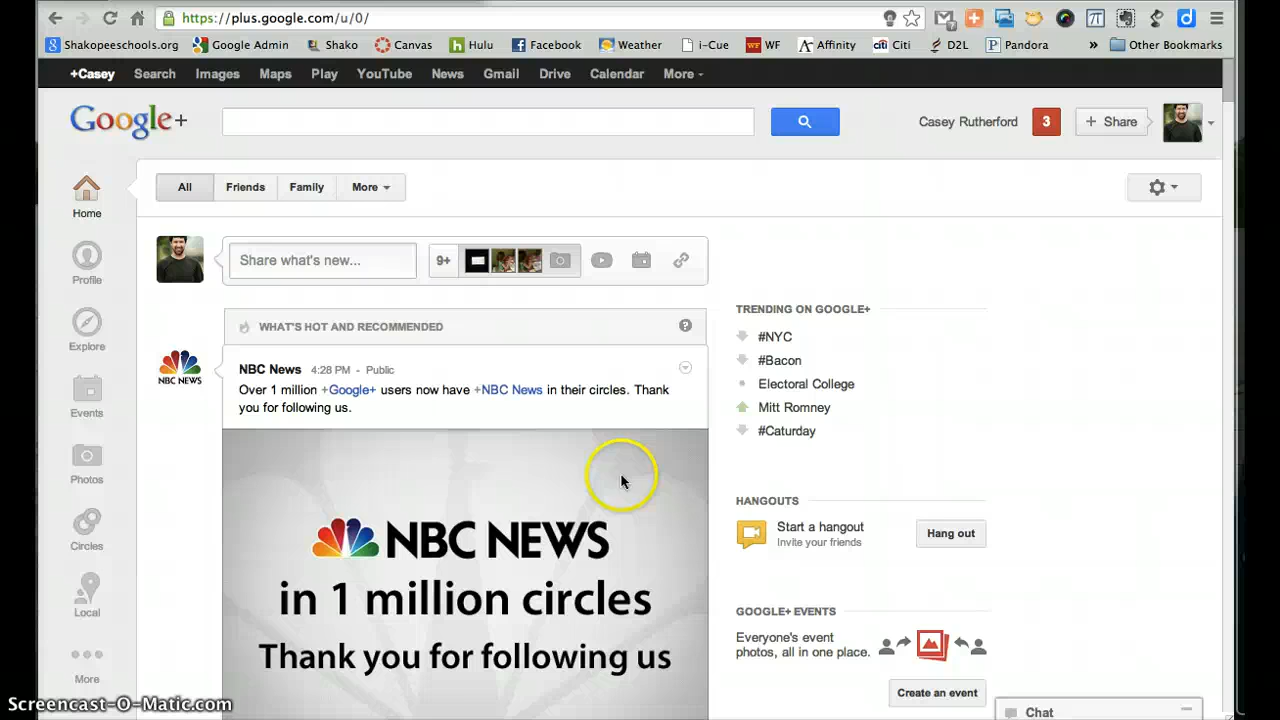 https://plus.google.com/u/0/
Shakopeeschools.org Google Admin Shako Canvas Hulu Facebook Weather i-Cue WF Affinity Citi D2L Pandora » Other Bookmarks
+Casey Search Images Maps Play YouTube News Gmail Drive Calendar More
Google+ Casey Rutherford 3 + Share
All Friends Family More
Home
Share what's new... 9+
Profile
TRENDING ON GOOGLE+
WHAT'S HOT AND RECOMMENDED ?
#NYC
Explore
#Bacon
NBC NEWS
NBC News 4:28 PM - Public
Over 1 million +Google+ users now have +NBC News in their circles. Thank
you for following us.
Electoral College
Mitt Romney
#Caturday
Events
Photos
HANGOUTS
Start a hangout
Invite your friends
Hang out
Circles
NBC NEWS
in 1 million circles
Thank you for following us
Local
GOOGLE+ EVENTS
Everyone's event
photos, all in one place.
More
Create an event
Chat
Screencast-O-Matic.com